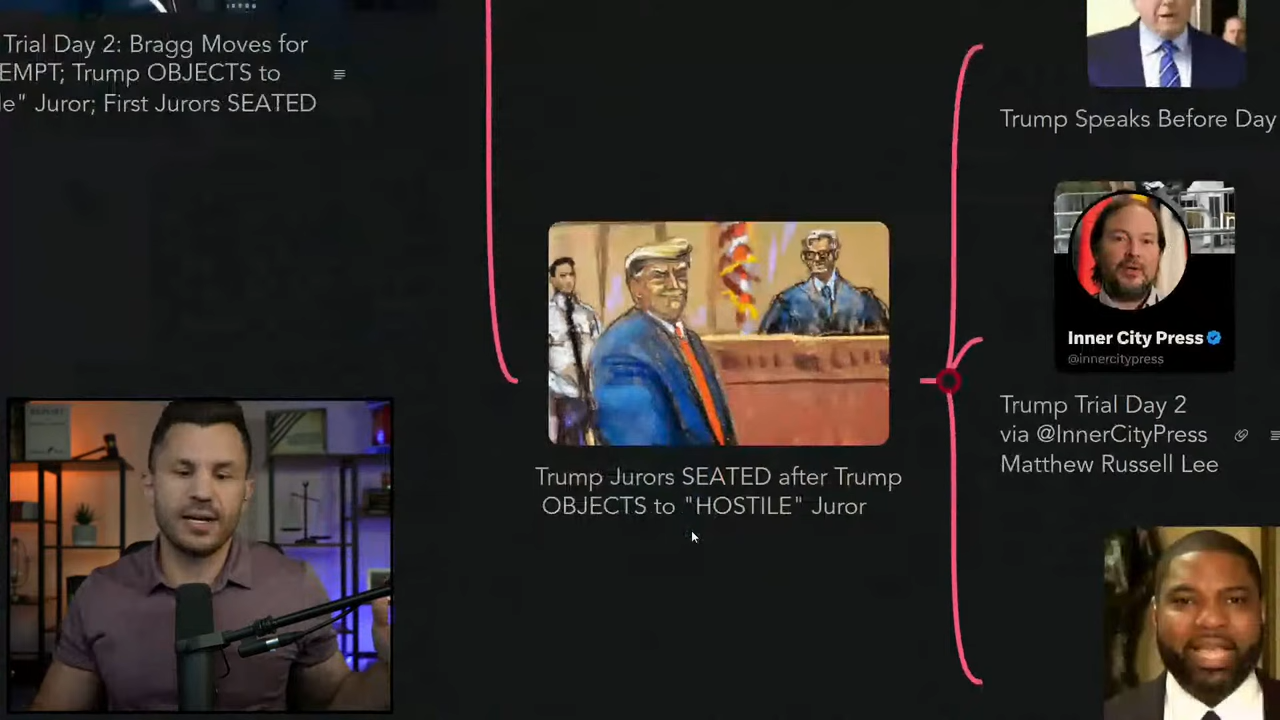 Trial Day 2: Bragg Moves for
EMPT; Trump OBJECTS to
le" Juror; First Jurors SEATED
Trump Jurors SEATED after Trump
OBJECTS to "HOSTILE" Juror
Trump Speaks Before Day
Inner City Press
@innercitypress
Trump Trial Day 2
via @InnerCityPress
Matthew Russell Lee